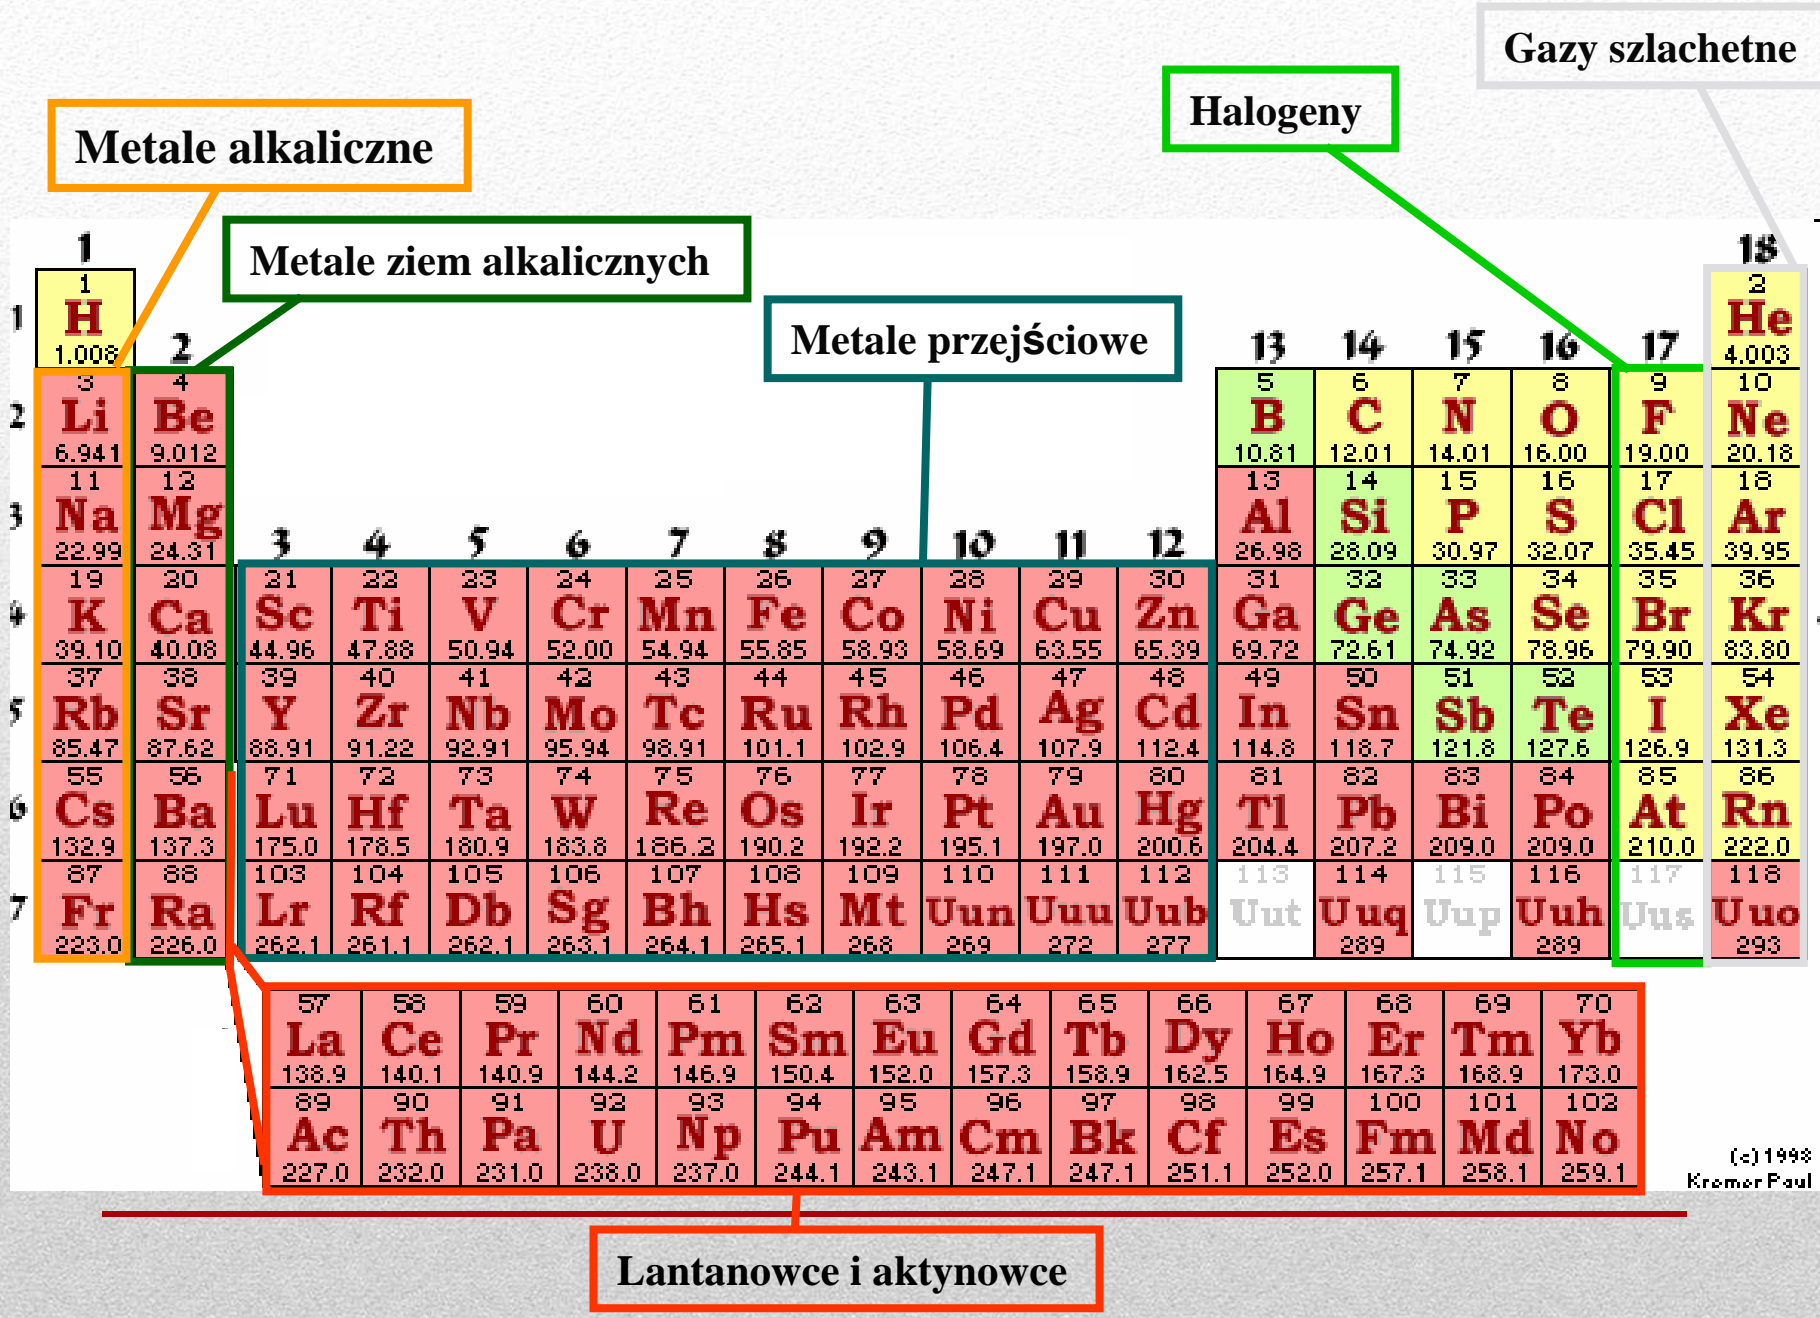 Gazy szlachetne
Halogeny
Metale alkaliczne
Metale ziem alkalicznych
Metale przejściowe
1 18
1 2
1 H He
1.008 2 13 14 15 16 17 4.003
3 4 5 6 7 8 9 10
2 Li Be B C N O F Ne
6.941 9.012 10.81 12.01 14.01 16.00 19.00 20.18
11 12 13 14 15 16 17 18
3 Na Mg Al Si P S Cl Ar
22.99 24.31 3 4 5 6 7 8 9 10 11 12 26.98 28.09 30.97 32.07 35.45 39.95
19 20 21 22 23 24 25 26 27 28 29 30 31 32 33 34 35 36
4 K Ca Sc Ti V Cr Mn Fe Co Ni Cu Zn Ga Ge As Se Br Kr
39.10 40.08 44.96 47.88 50.94 52.00 54.94 55.85 58.93 58.69 63.55 65.39 69.72 72.61 74.92 78.96 79.90 83.80
37 38 39 40 41 42 43 44 45 46 47 48 49 50 51 52 53 54
5 Rb Sr Y Zr Nb Mo Tc Ru Rh Pd Ag Cd In Sn Sb Te I Xe
85.47 87.62 88.91 91.22 92.91 95.94 98.91 101.1 102.9 106.4 107.9 112.4 114.8 118.7 121.8 127.6 126.9 131.3
55 56 71 72 73 74 75 76 77 78 79 80 81 82 83 84 85 86
6 Cs Ba Lu Hf Ta W Re Os Ir Pt Au Hg Tl Pb Bi Po At Rn
132.9 137.3 175.0 178.5 180.9 183.8 186.2 190.2 192.2 195.1 197.0 200.6 204.4 207.2 209.0 209.0 210.0 222.0
87 88 103 104 105 106 107 108 109 110 111 112 113 114 115 116 117 118
7 Fr Ra Lr Rf Db Sg Bh Hs Mt Uun Uuu Uub Uut Uuq Uup Uuh Uus Uuo
223.0 226.0 262.1 261.1 262.1 263.1 264.1 265.1 268 269 272 277 289 289 293
57 58 59 60 61 62 63 64 65 66 67 68 69 70
La Ce Pr Nd Pm Sm Eu Gd Tb Dy Ho Er Tm Yb
138.9 140.1 140.9 144.2 146.9 150.4 152.0 157.3 158.9 162.5 164.9 167.3 168.9 173.0
89 90 91 92 93 94 95 96 97 98 99 100 101 102
Ac Th Pa U Np Pu Am Cm Bk Cf Es Fm Md No
227.0 232.0 231.0 238.0 237.0 244.1 243.1 247.1 247.1 251.1 252.0 257.1 258.1 259.1
(c)1998
Kremer Paul
Lantanowce i aktynowce